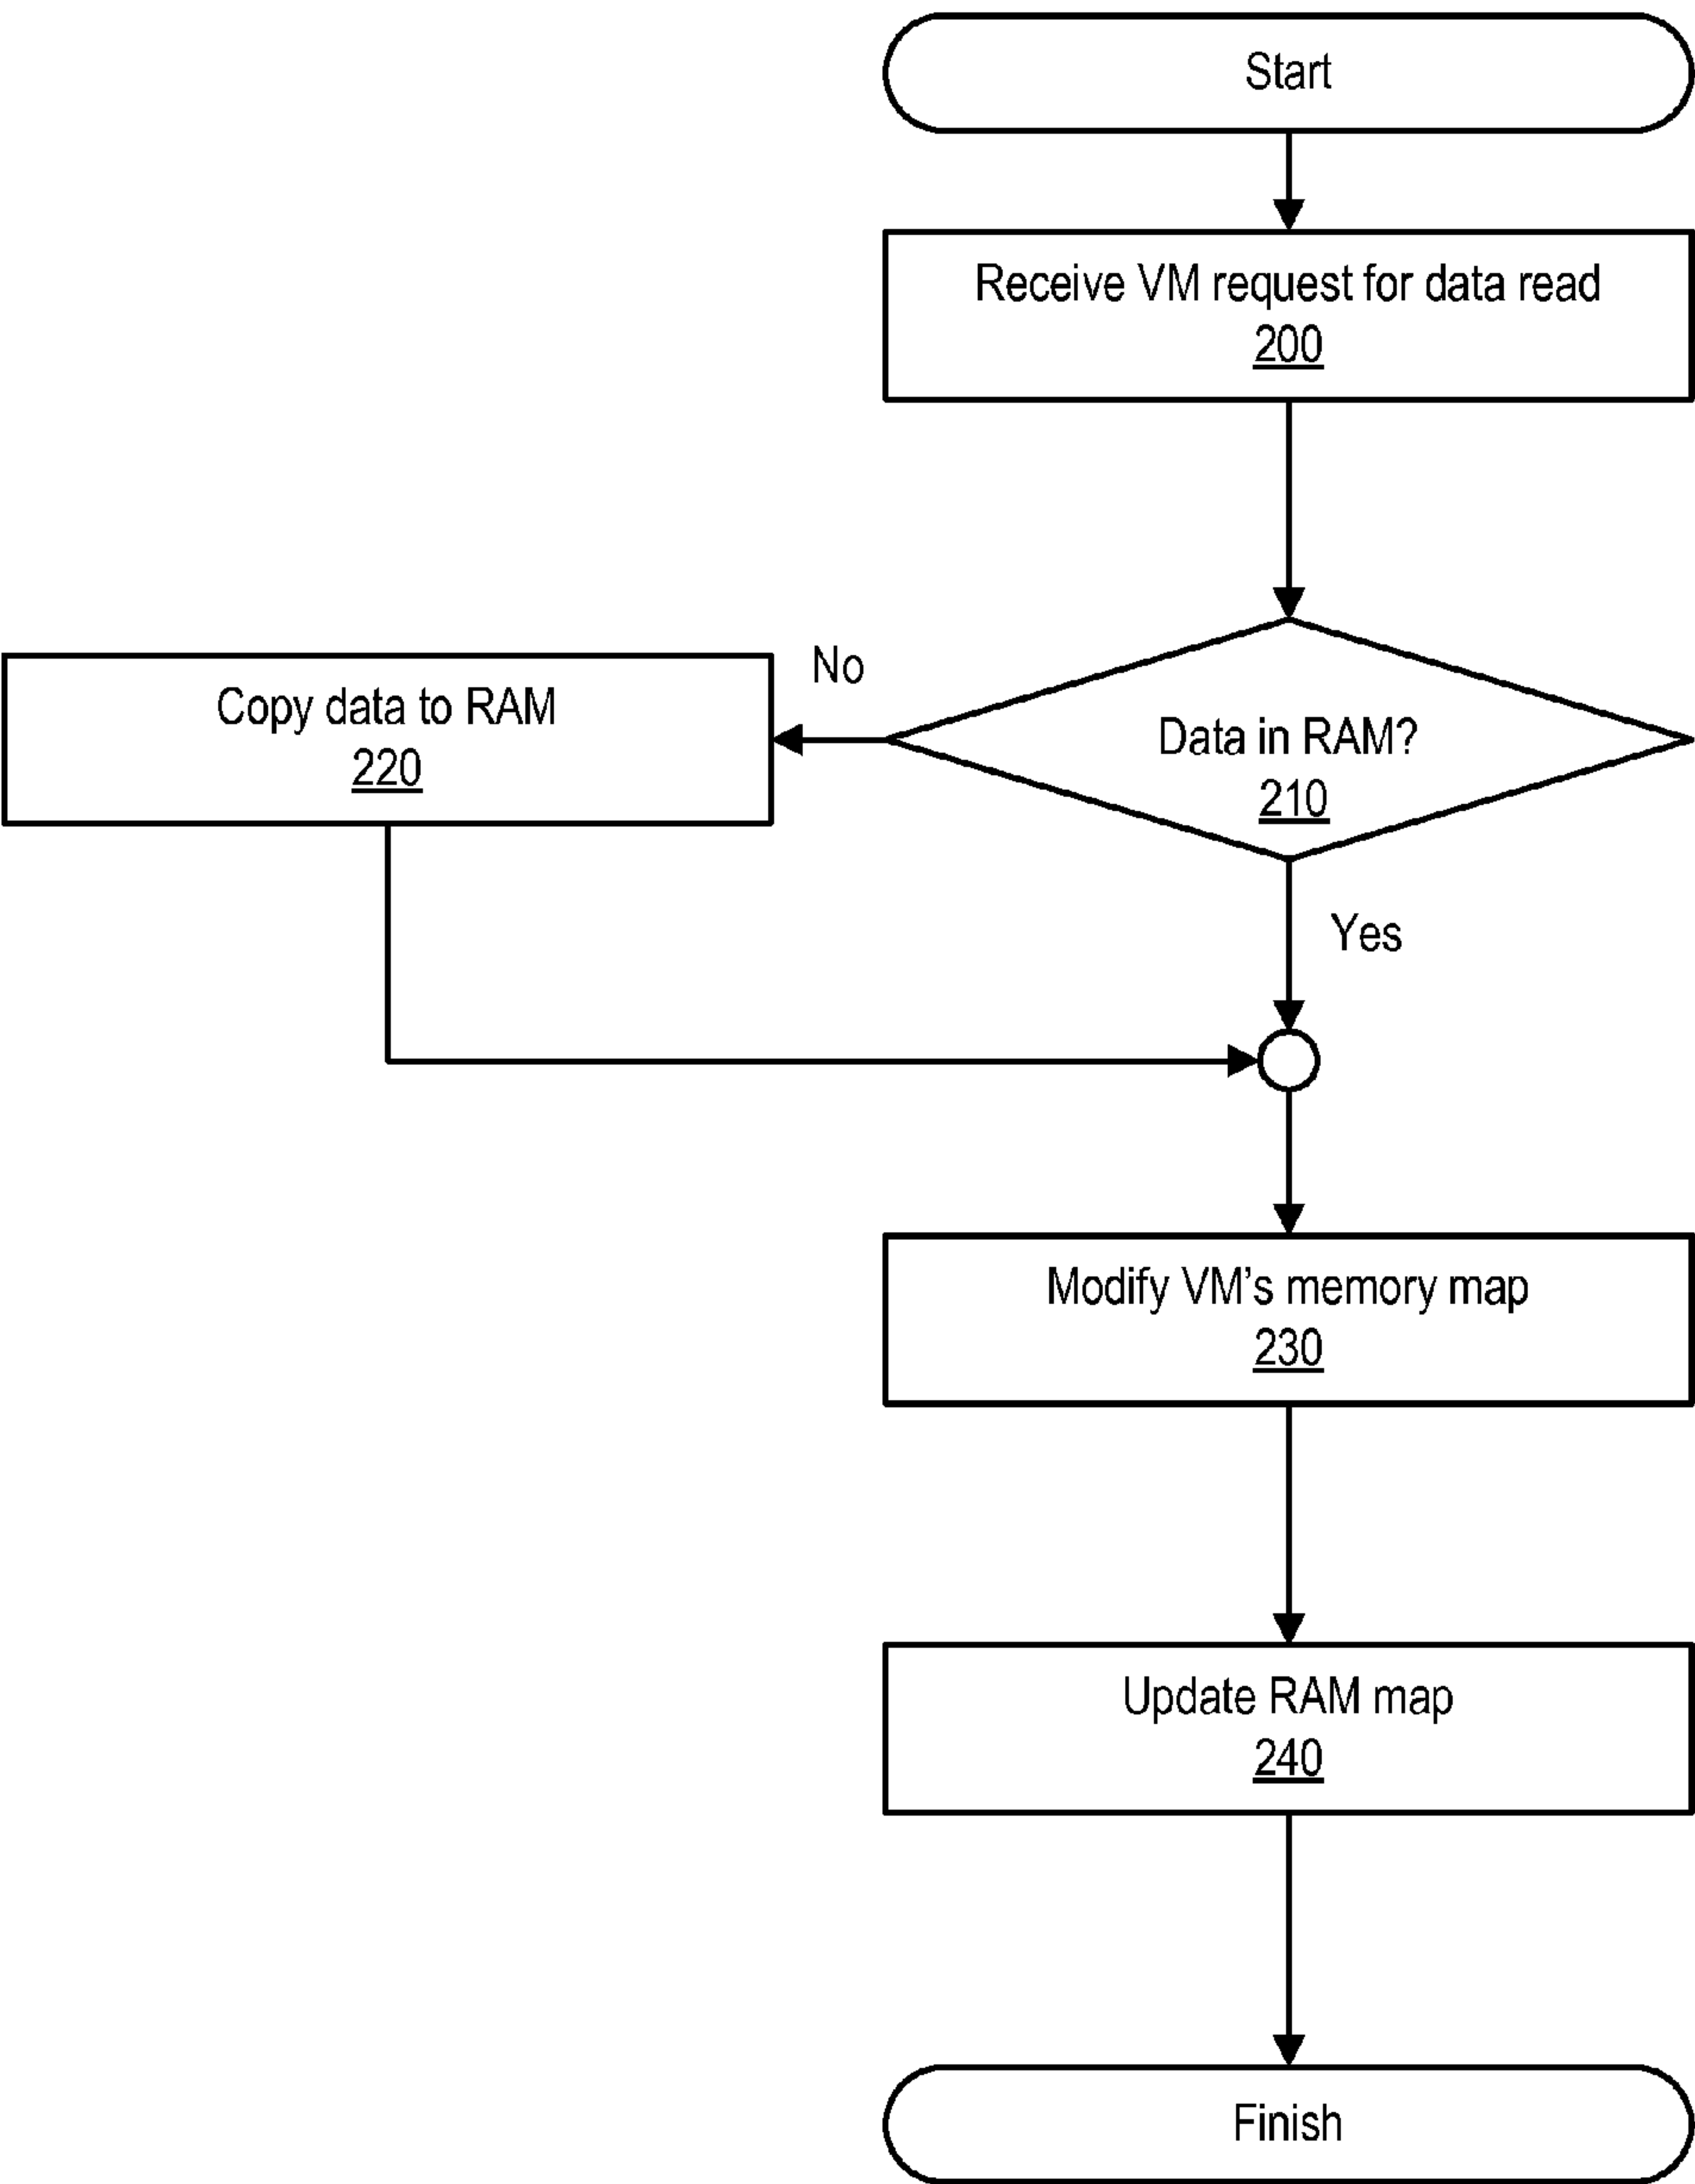 Start
Receive VM request for data read
200
No
Copy data to RAM
220
Data in RAM?
210
Yes
Modify VM’s memory map
230
Update RAM map
240
Finish